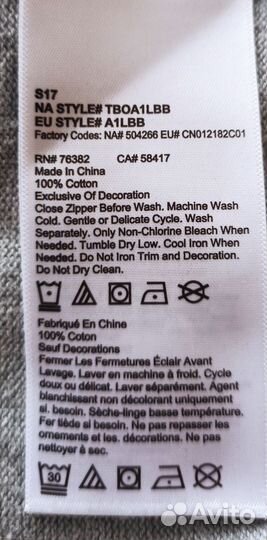 S17
NA STYLE# TBOA1LBB
EU STYLE# A1LBB
Factory Codes: NA# 504266 EU# CN012182C01
RN# 76382 CA# 58417
Made In China
100% Cotton
Exclusive Of Decoration
Close Zipper Before Wash. Machine Wash
Cold. Gentle or Delicate Cycle. Wash
Separately. Only Non-Chlorine Bleach When
Needed. Tumble Dry Low. Cool Iron When
Needed. Do Not Iron Trim and Decoration.
Do Not Dry Clean.
Fabriqué En Chine
100% Cotton
Sauf Decorations
Fermer Les Fermetures Éclair Avant
Lavage. Laver en machine à froid. Cycle
doux ou délicat. Laver séparément. Agent
blanchissant non décolorant uniquement
si besoin. Sèche-linge basse température.
Fer tiède si besoin. Ne pas repasser les
ornements et les décorations. Ne pas
nettoyer à sec.
30
Avito